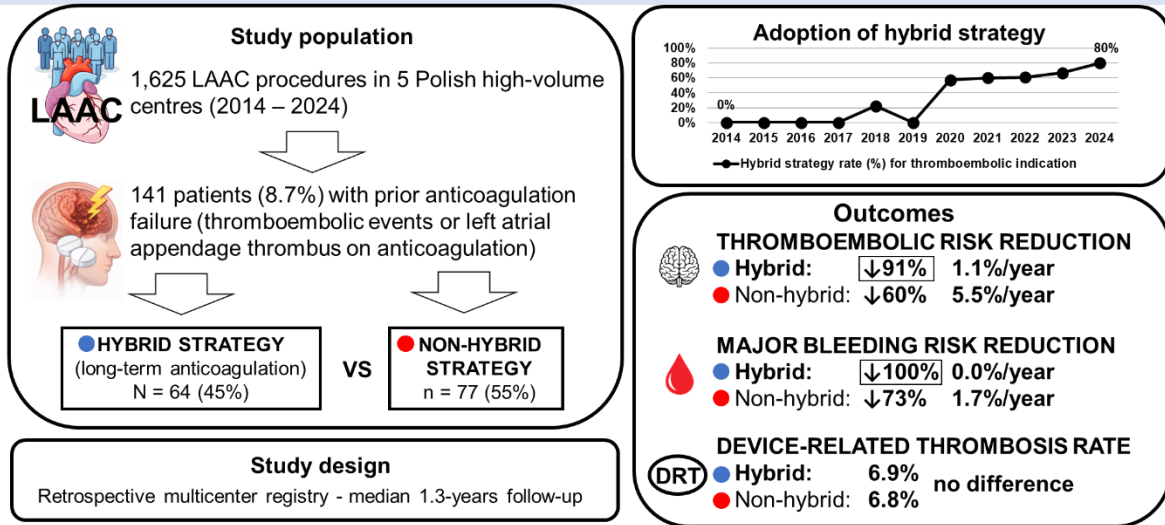 Study population
1,625 LAAC procedures in 5 Polish high-volume
centres (2014 – 2024)
LAAC
141 patients (8.7%) with prior anticoagulation
failure (thromboembolic events or left atrial
appendage thrombus on anticoagulation)
HYBRID STRATEGY
(long-term anticoagulation)
N = 64 (45%)
VS
NON-HYBRID
STRATEGY
n = 77 (55%)
Study design
Retrospective multicenter registry - median 1.3-years follow-up
Adoption of hybrid strategy
100%
80%
60%
40%
20%
0%
0%
80%
2014 2015 2016 2017 2018 2019 2020 2021 2022 2023 2024
Hybrid strategy rate (%) for thromboembolic indication
Outcomes
THROMBOEMBOLIC RISK REDUCTION
Hybrid: ↓91% 1.1%/year
Non-hybrid: ↓60% 5.5%/year
MAJOR BLEEDING RISK REDUCTION
Hybrid: ↓100% 0.0%/year
Non-hybrid: ↓73% 1.7%/year
DEVICE-RELATED THROMBOSIS RATE
DRT
Hybrid: 6.9%
Non-hybrid: 6.8%
no difference